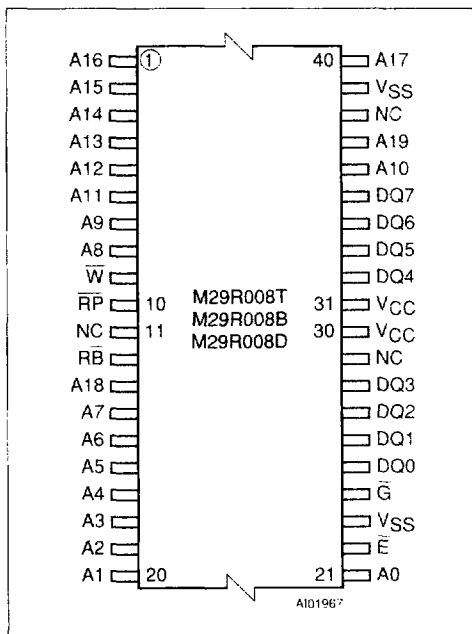 A16 ① 40 A17
A15 VSS
A14 NC
A13 A19
A12 A10
A11 DQ7
A9 DQ6
A8 DQ5
W̅ DQ4
R̅P̅ 10 M29R008T 31 VCC
NC 11 M29R008B 30 VCC
RB̅ M29R008D NC
A18 DQ3
A7 DQ2
A6 DQ1
A5 DQ0
A4 G̅
A3 VSS
A2 E̅
A1 20 21 A0
AI01967